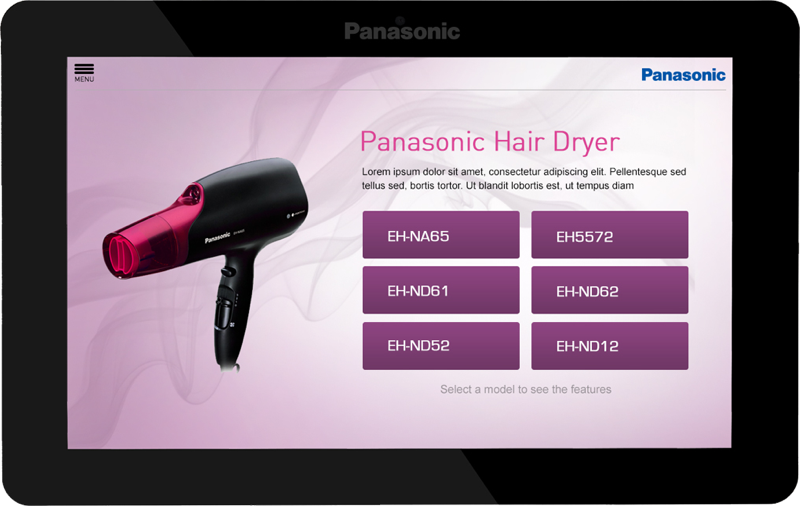 Panasonic
MENU
Panasonic
Panasonic Hair Dryer
Lorem ipsum dolor sit amet, consectetur adipiscing elit. Pellentesque sed
tellus sed, bortis tortor. Ut blandit lobortis est, ut tempus diam
Panasonic
EH-NA65
EH5572
EH-ND61
EH-ND62
EH-ND52
EH-ND12
Select a model to see the features